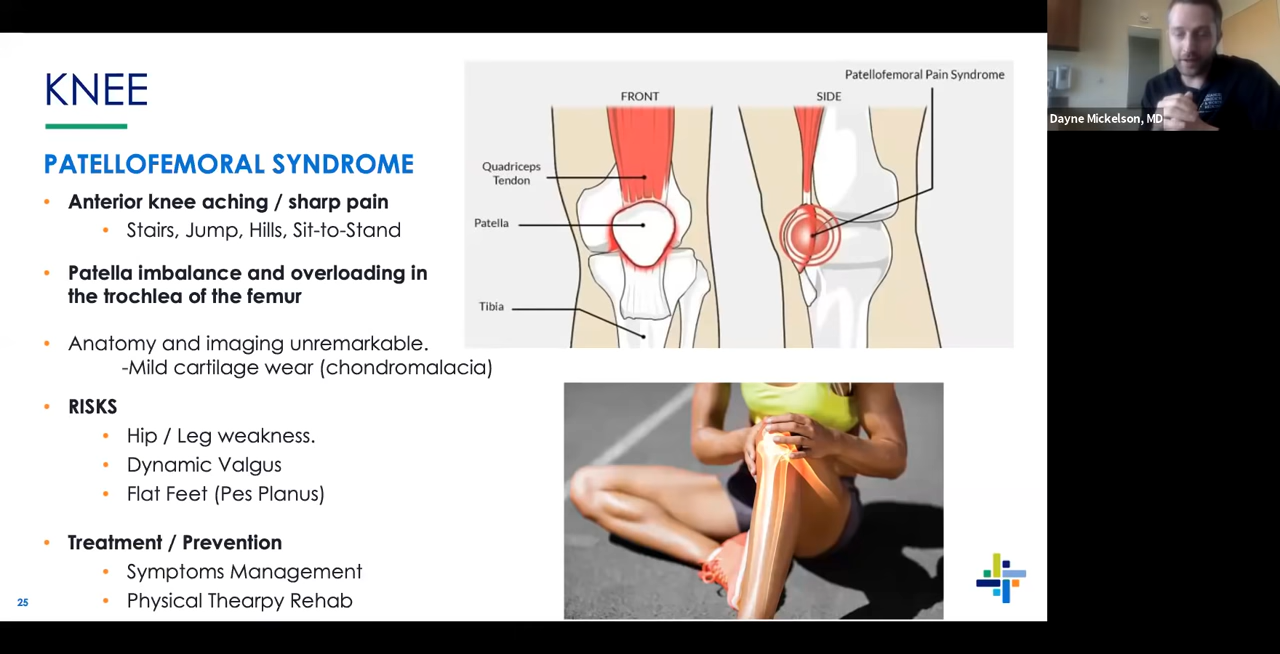 KNEE
PATELLOFEMORAL SYNDROME
• Anterior knee aching / sharp pain
• Stairs, Jump, Hills, Sit-to-Stand
• Patella imbalance and overloading in
the trochlea of the femur
• Anatomy and imaging unremarkable.
-Mild cartilage wear (chondromalacia)
• RISKS
• Hip / Leg weakness.
• Dynamic Valgus
• Flat Feet (Pes Planus)
• Treatment / Prevention
• Symptoms Management
• Physical Thearpy Rehab
25
Patellofemoral Pain Syndrome
FRONT
SIDE
Quadriceps
Tendon
Patella
Tibia
Dayne Mickelson, MD